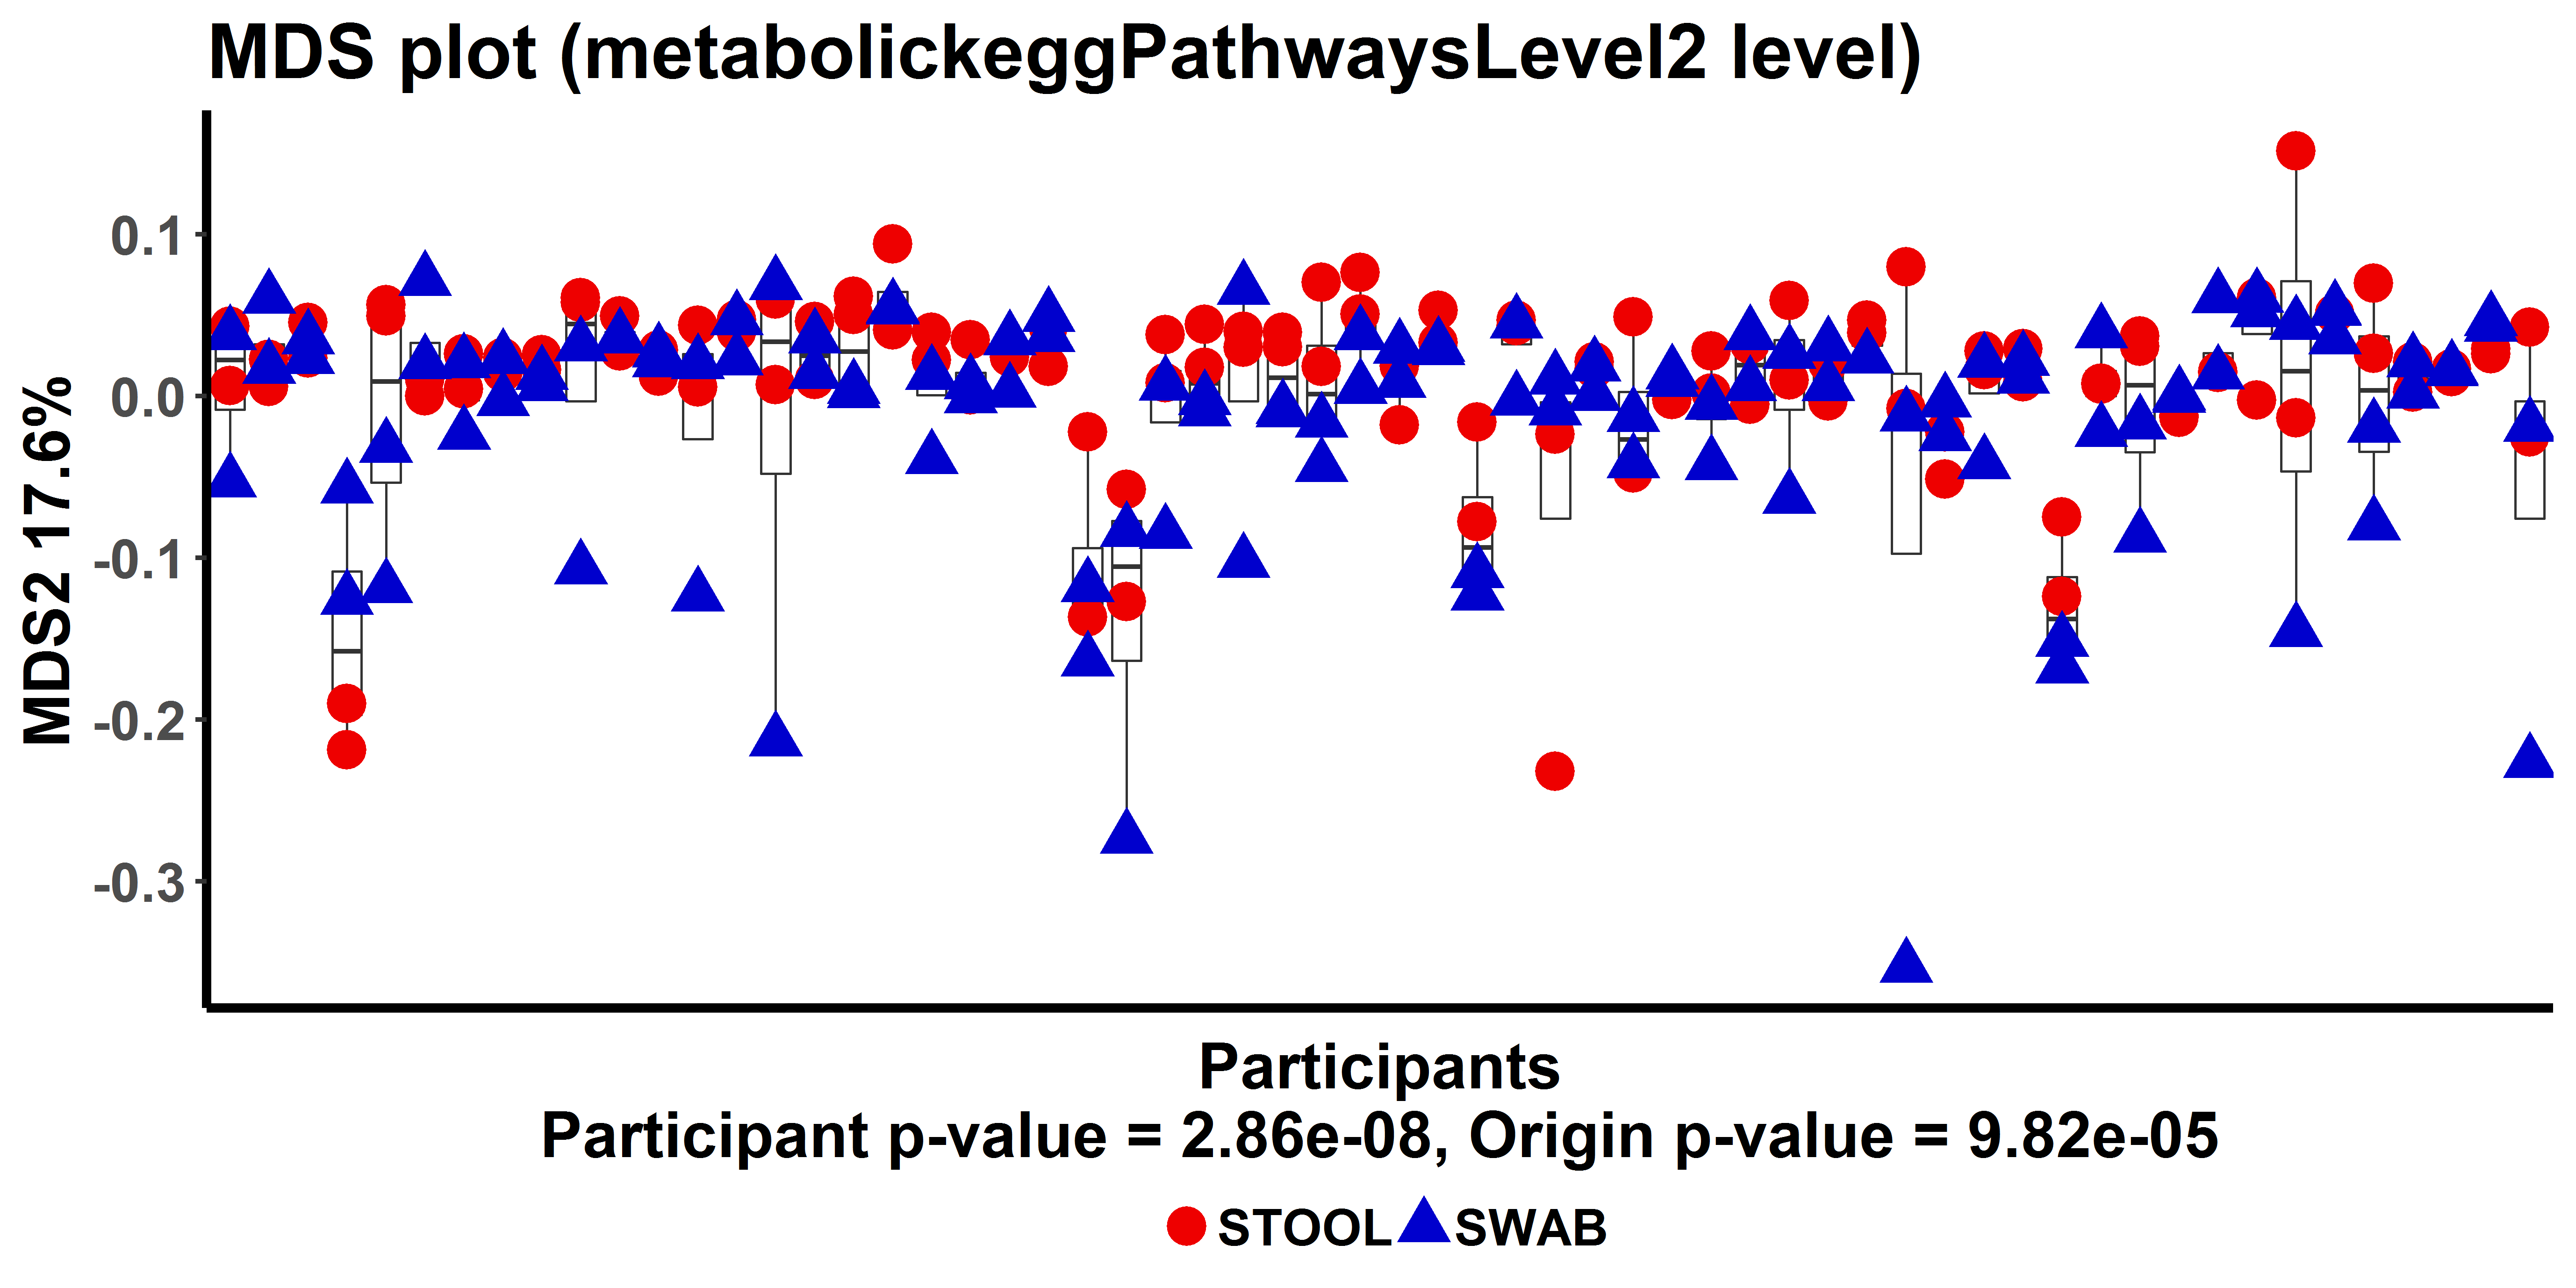 MDS plot (metabolickeggPathwaysLevel2 level)
MDS2 17.6%
0.1
0.0
-0.1
-0.2
-0.3
Participants
Participant p-value = 2.86e-08, Origin p-value = 9.82e-05
STOOL SWAB